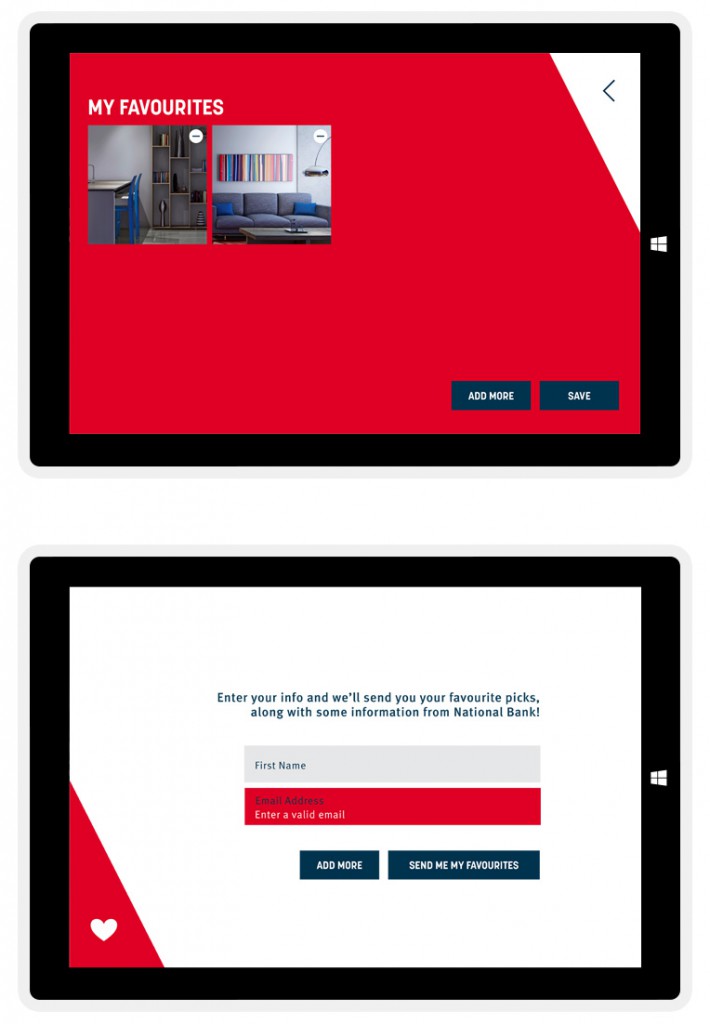 MY FAVOURITES
ADD MORE
SAVE
Enter your info and we'll send you your favourite picks,
along with some information from National Bank!
First Name
Email Address
Enter a valid email
ADD MORE
SEND ME MY FAVOURITES